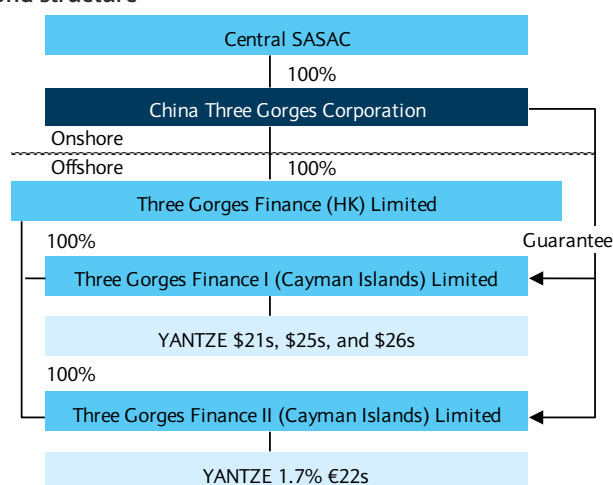 Central SASAC
100%
China Three Gorges Corporation
Onshore
Offshore
100%
Three Gorges Finance (HK) Limited
100%
Guarantee
Three Gorges Finance I (Cayman Islands) Limited
YANTZE $21s, $25s, and $26s
100%
Three Gorges Finance II (Cayman Islands) Limited
YANTZE 1.7% €22s